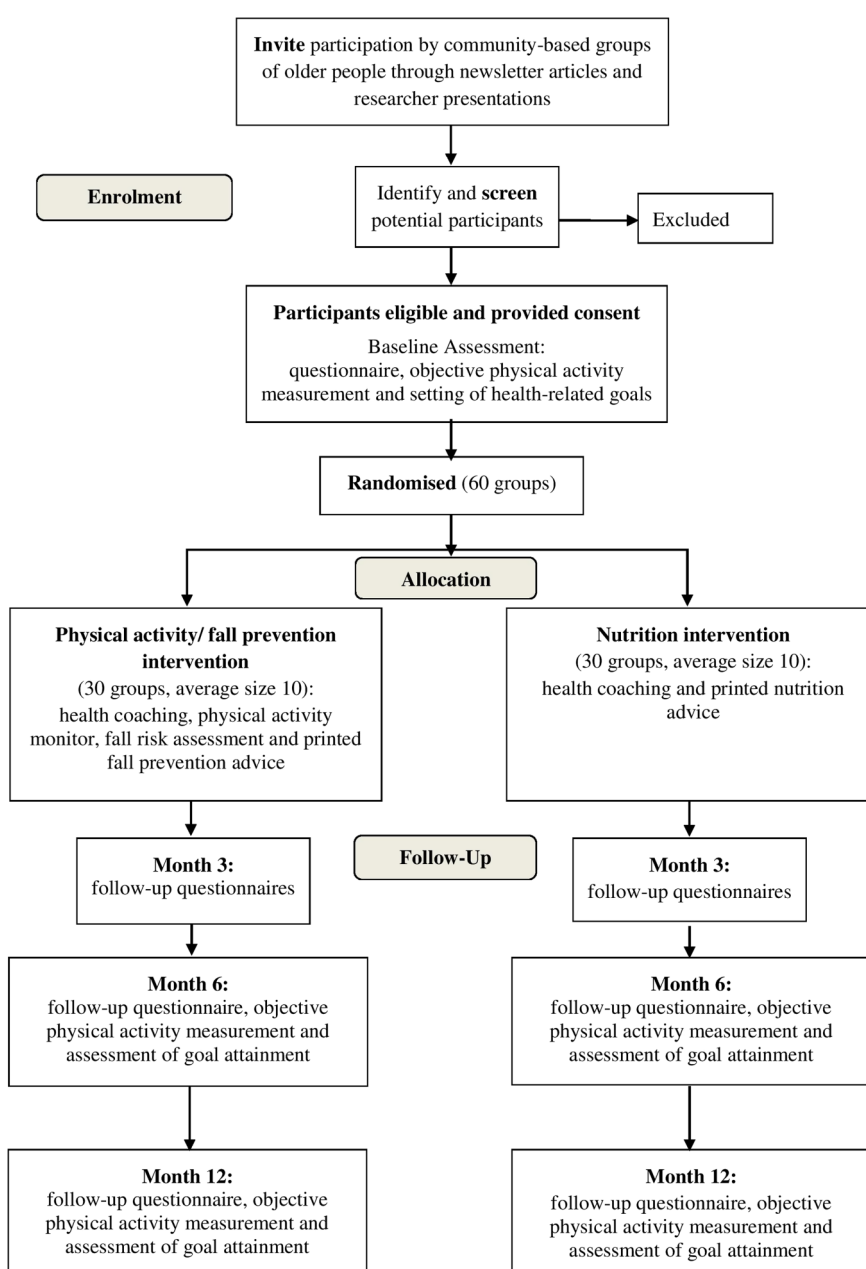 Invite participation by community-based groups
of older people through newsletter articles and
researcher presentations
Enrolment
Identify and screen
potential participants
Excluded
Participants eligible and provided consent
Baseline Assessment:
questionnaire, objective physical activity
measurement and setting of health-related goals
Randomised (60 groups)
Allocation
Physical activity/ fall prevention
intervention
(30 groups, average size 10):
health coaching, physical activity
monitor, fall risk assessment and printed
fall prevention advice
Nutrition intervention
(30 groups, average size 10):
health coaching and printed nutrition
advice
Follow-Up
Month 3:
follow-up questionnaires
Month 3:
follow-up questionnaires
Month 6:
follow-up questionnaire, objective
physical activity measurement and
assessment of goal attainment
Month 6:
follow-up questionnaire, objective
physical activity measurement and
assessment of goal attainment
Month 12:
follow-up questionnaire, objective
physical activity measurement and
assessment of goal attainment
Month 12:
follow-up questionnaire, objective
physical activity measurement and
assessment of goal attainment